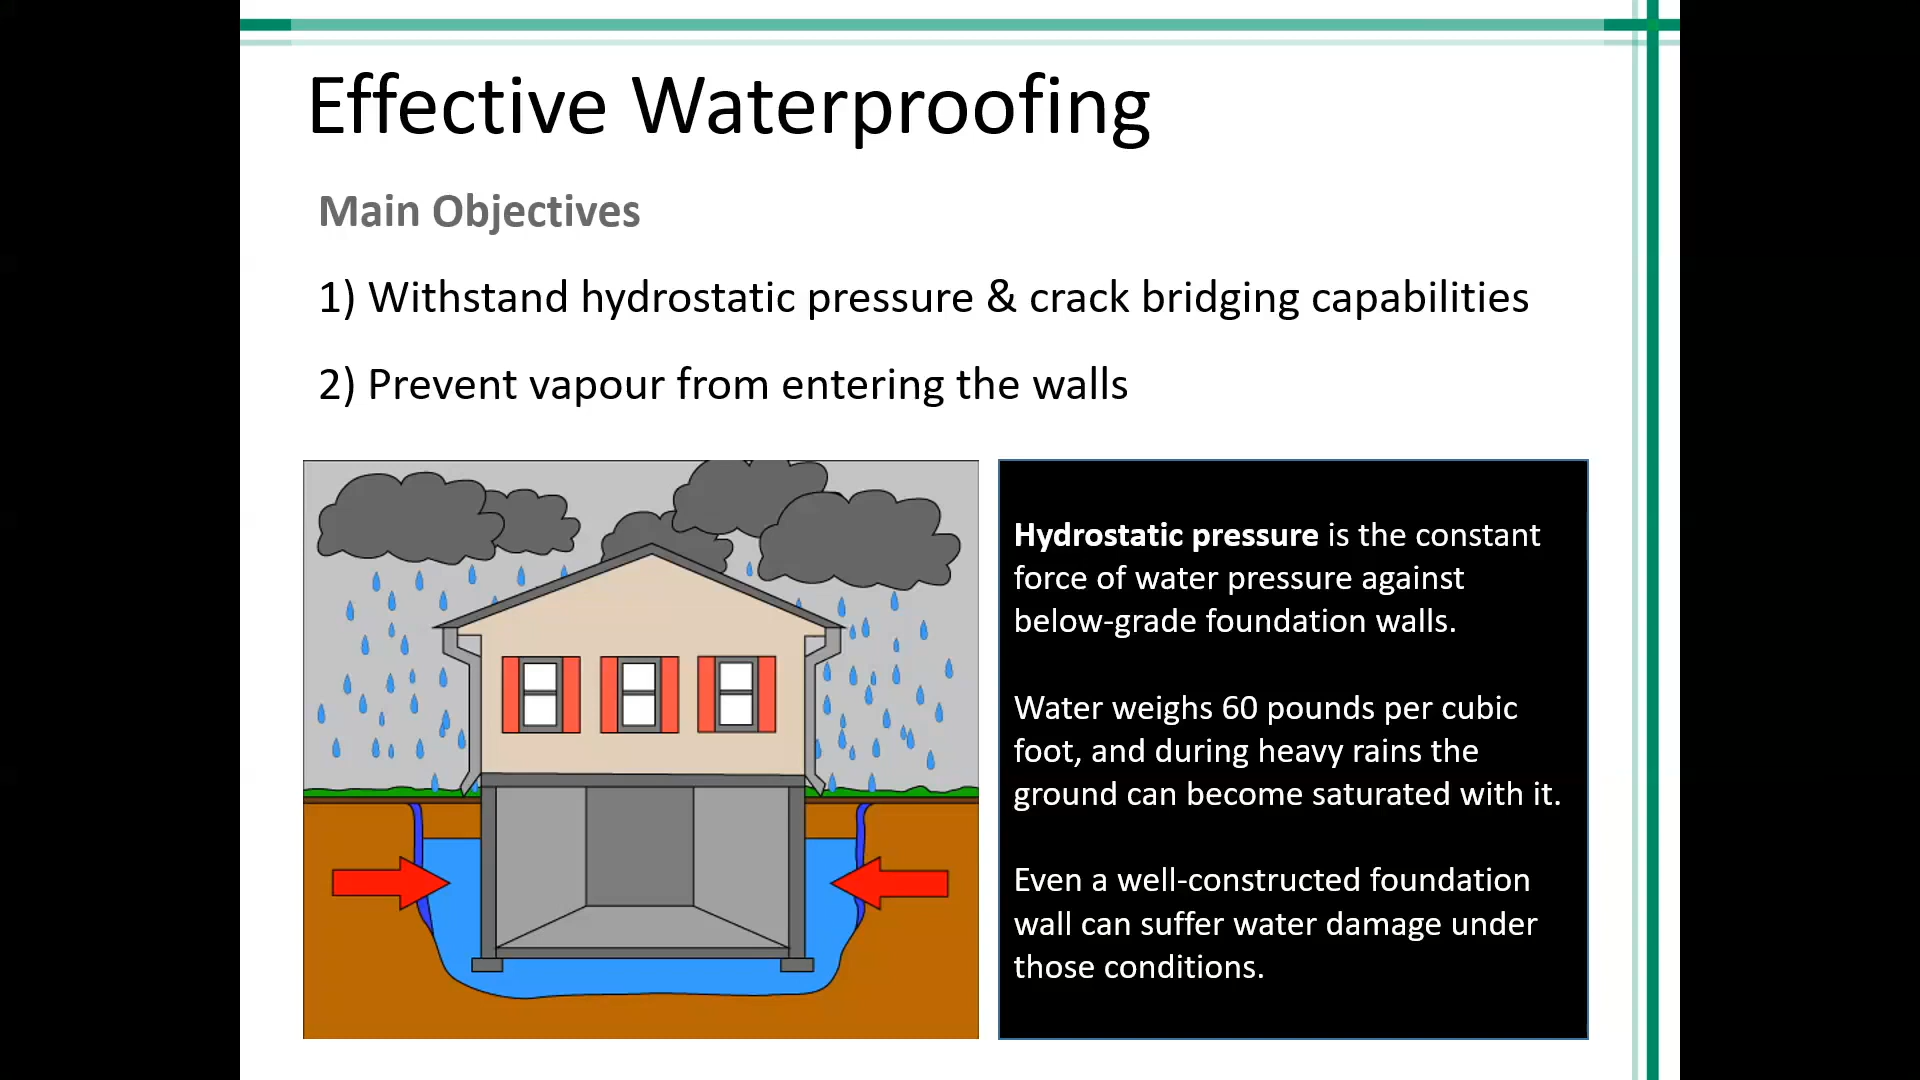 Effective Waterproofing
Main Objectives
1) Withstand hydrostatic pressure & crack bridging capabilities
2) Prevent vapour from entering the walls
Hydrostatic pressure is the constant
force of water pressure against
below-grade foundation walls.
Water weighs 60 pounds per cubic
foot, and during heavy rains the
ground can become saturated with it.
Even a well-constructed foundation
wall can suffer water damage under
those conditions.